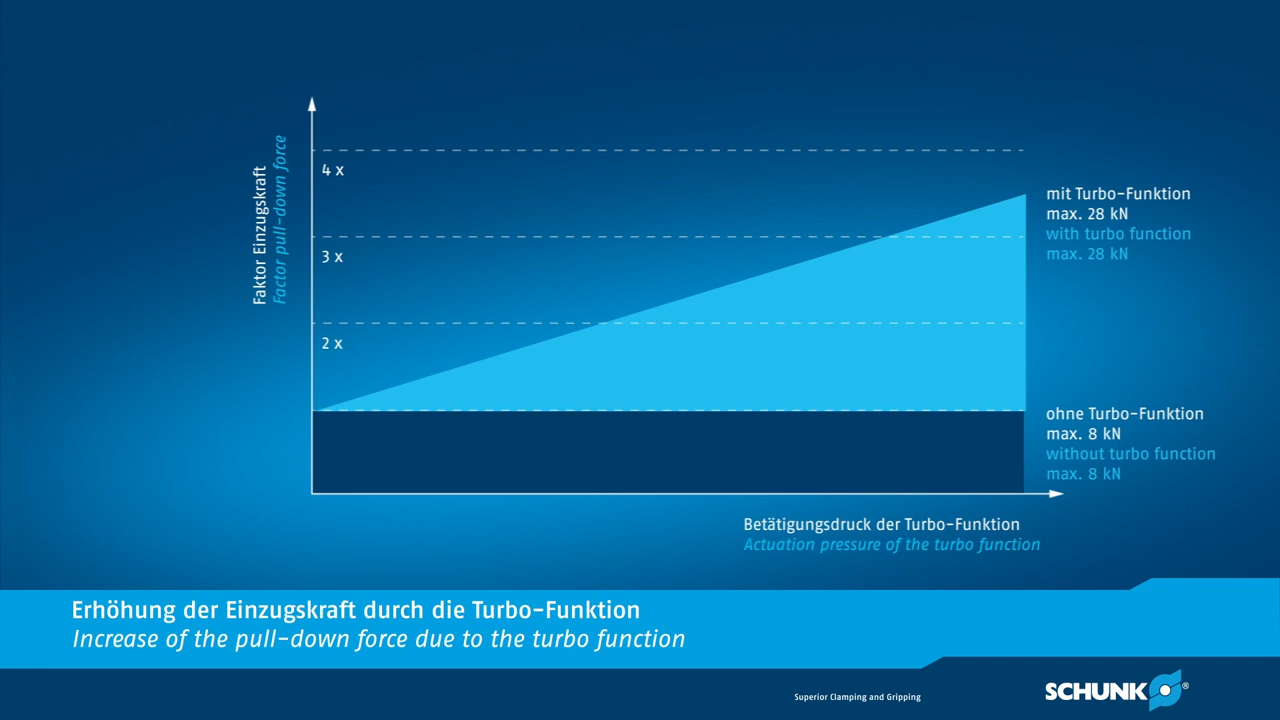 Faktor Einzugskraft
Factor pull-down force
4 x
3 x
2 x
mit Turbo-Funktion
max. 28 kN
with turbo function
max. 28 kN
ohne Turbo-Funktion
max. 8 kN
without turbo function
max. 8 kN
Betätigungsdruck der Turbo-Funktion
Actuation pressure of the turbo function
Erhöhung der Einzugskraft durch die Turbo-Funktion
Increase of the pull-down force due to the turbo function
Superior Clamping and Gripping
SCHUNK ®